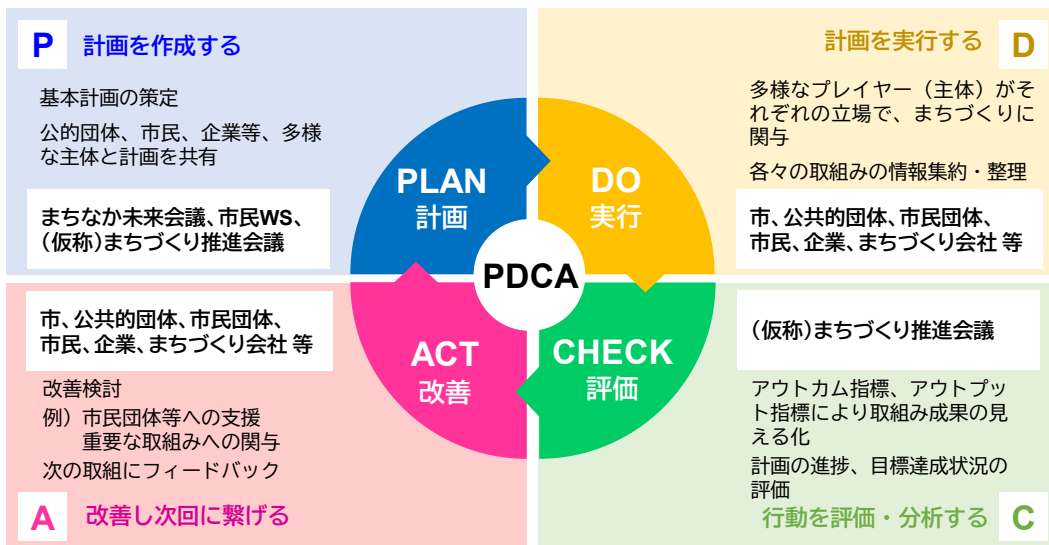 P 計画を作成する
基本計画の策定
公的団体、市民、企業等、多様
な主体と計画を共有
まちなか未来会議、市民WS、
（仮称）まちづくり推進会議
計画を実行する D
多様なプレイヤー（主体）がそ
れぞれの立場で、まちづくりに
関与
各々の取組みの情報集約・整理
市、公共的団体、市民団体、
市民、企業、まちづくり会社 等
PLAN
計画
DO
実行
PDCA
ACT
改善
CHECK
評価
市、公共的団体、市民団体、
市民、企業、まちづくり会社 等
改善検討
例）市民団体等への支援
重要な取組みへの関与
次の取組にフィードバック
A 改善し次回に繋げる
（仮称）まちづくり推進会議
アウトカム指標、アウトプッ
ト指標により取組み成果の見
える化
計画の進捗、目標達成状況の
評価
行動を評価・分析する C